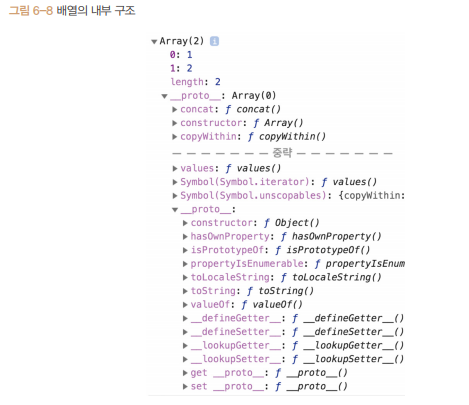 그림 6-8 배열의 내부 구조
▼Array(2) i
0: 1
1: 2
length: 2
▼__proto__: Array(0)
▶concat: ƒ concat()
▶constructor: ƒ Array()
▶copyWithin: ƒ copyWithin()
— — — — — — — 중략 — — — — — — —
▶values: ƒ values()
▶Symbol(Symbol.iterator): ƒ values()
▶Symbol(Symbol.unscopables): {copyWithin:
▼__proto__:
▶constructor: ƒ Object()
▶hasOwnProperty: ƒ hasOwnProperty()
▶isPrototypeOf: ƒ isPrototypeOf()
▶propertyIsEnumerable: ƒ propertyIsEnum
▶toLocaleString: ƒ toLocaleString()
▶toString: ƒ toString()
▶valueOf: ƒ valueOf()
▶__defineGetter__: ƒ __defineGetter__()
▶__defineSetter__: ƒ __defineSetter__()
▶__lookupGetter__: ƒ __lookupGetter__()
▶__lookupSetter__: ƒ __lookupSetter__()
▶get __proto__: ƒ __proto__()
▶set __proto__: ƒ __proto__()